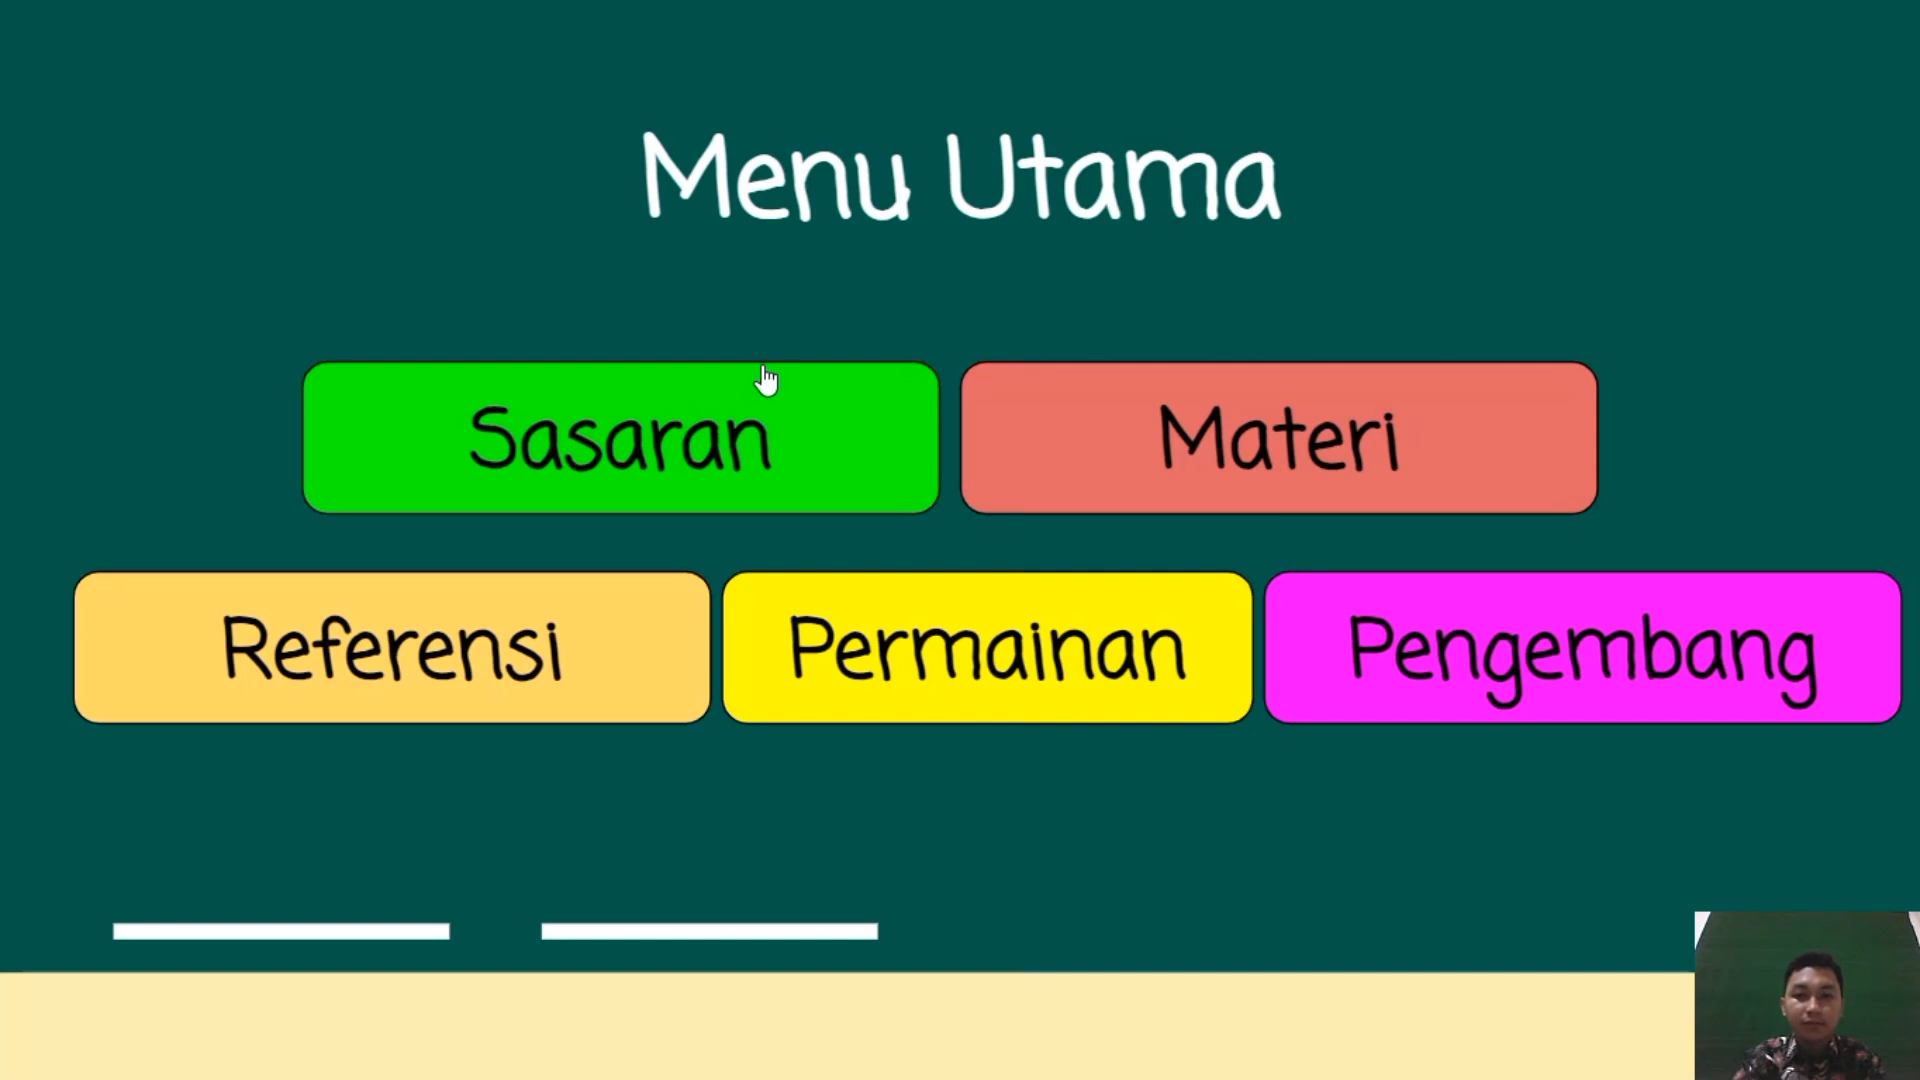 Menu Utama
Sasaran
Materi
Referensi
Permainan
Pengembang